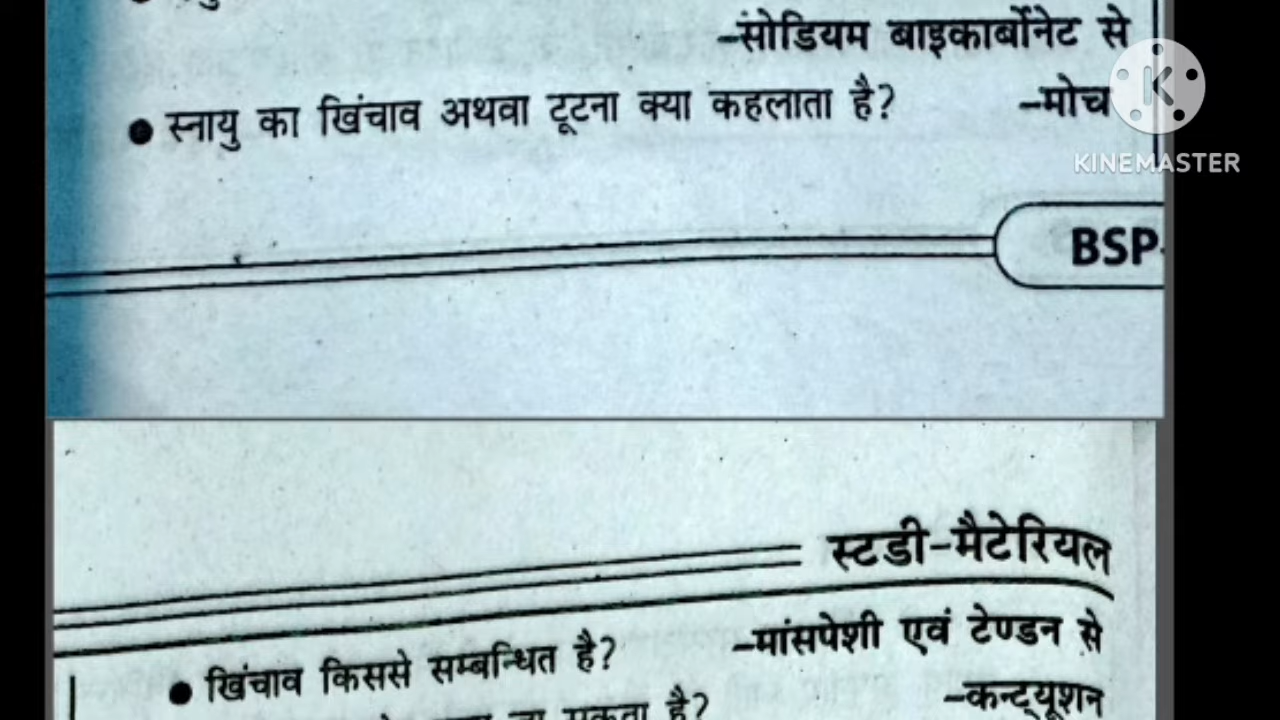 –सोडियम बाइकार्बोनेट से
● स्नायु का खिंचाव अथवा टूटना क्या कहलाता है? –मोच
KINEMASTER
BSP
स्टडी-मैटेरियल
● खिंचाव किससे सम्बन्धित है? –मांसपेशी एवं टेण्डन से
है? –कन्ट्यूशन